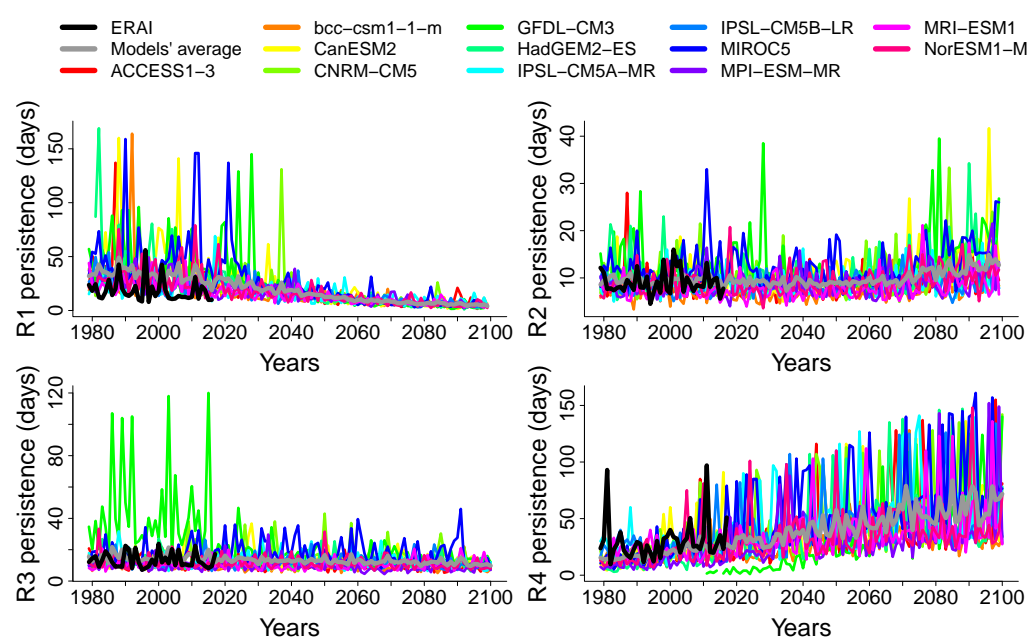 ERAI bcc−csm1−1−m GFDL−CM3 IPSL−CM5B−LR MRI−ESM1
Models' average CanESM2 HadGEM2−ES MIROC5 NorESM1−M
ACCESS1−3 CNRM−CM5 IPSL−CM5A−MR MPI−ESM−MR
R1 persistence (days)
150
100
50
0
1980 2000 2020 2040 2060 2080 2100
Years
R2 persistence (days)
40
30
20
10
1980 2000 2020 2040 2060 2080 2100
Years
R3 persistence (days)
120
80
40
0
1980 2000 2020 2040 2060 2080 2100
Years
R4 persistence (days)
150
100
50
0
1980 2000 2020 2040 2060 2080 2100
Years